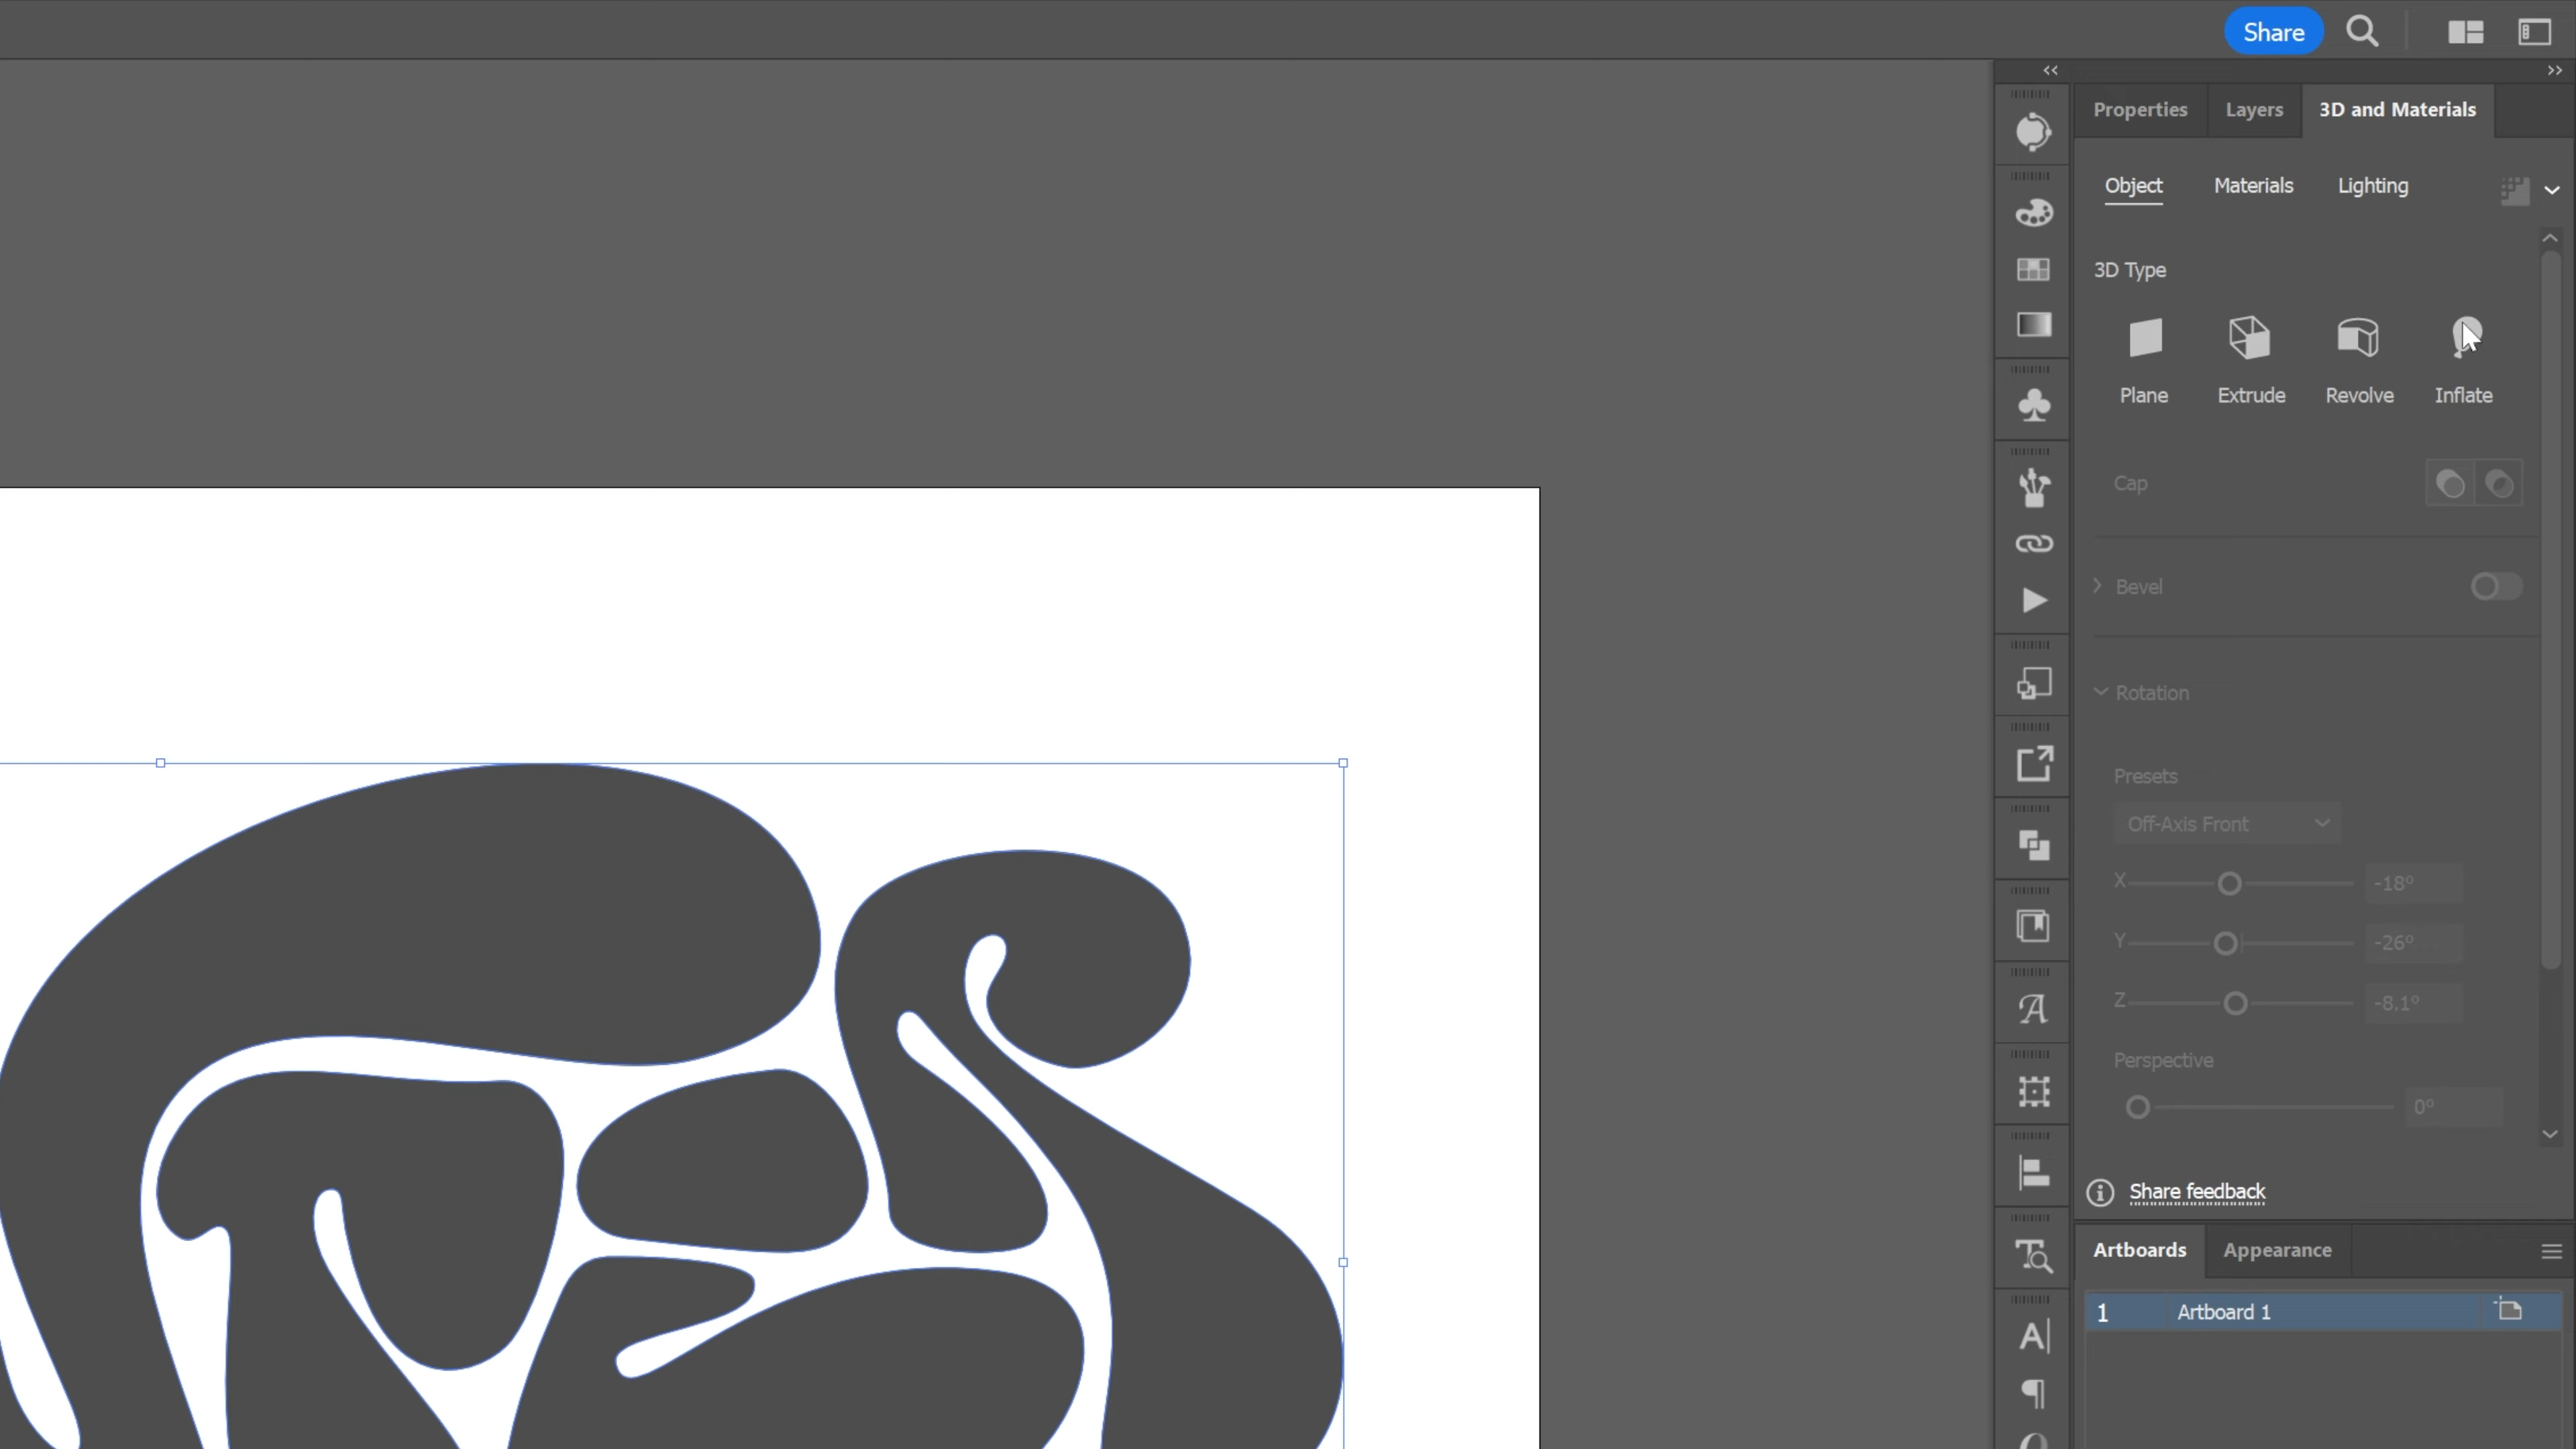 Share
Properties Layers 3D and Materials
Object Materials Lighting
3D Type
Plane Extrude Revolve Inflate
Cap
Bevel
Rotation
Presets
Off-Axis Front
X -18°
Y -26°
Z -8.1°
Perspective
0°
Share feedback
Artboards Appearance
1 Artboard 1